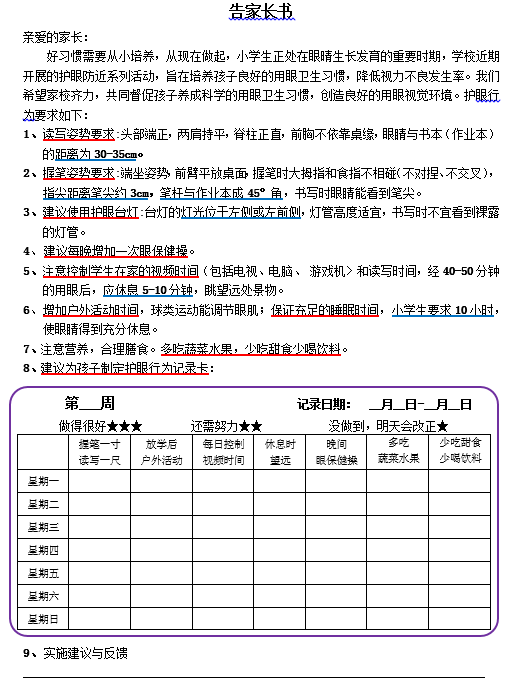 告家长书
亲爱的家长：
好习惯需要从小培养，从现在做起，小学生正处在眼睛生长发育的重要时期，学校近期
开展的护眼防近系列活动，旨在培养孩子良好的用眼卫生习惯，降低视力不良发生率。我们
希望家校齐力，共同督促孩子养成科学的用眼卫生习惯，创造良好的用眼视觉环境。护眼行
为要求如下：
1、读写姿势要求：头部端正，两肩持平，脊柱正直，前胸不依靠桌缘，眼睛与书本（作业本）
的距离为 30-35cm。
2、握笔姿势要求：端坐姿势，前臂平放桌面，握笔时大拇指和食指不相碰（不对捏、不交叉），
指尖距离笔尖约 3cm，笔杆与作业本成 45° 角，书写时眼睛能看到笔尖。
3、建议使用护眼台灯：台灯的灯光位于左侧或左前侧，灯管高度适宜，书写时不宜看到裸露
的灯管。
4、建议每晚增加一次眼保健操。
5、注意控制学生在家的视频时间（包括电视、电脑、游戏机）和读写时间，经 40-50 分钟
的用眼后，应休息 5-10 分钟，眺望远处景物。
6、增加户外活动时间，球类运动能调节眼肌；保证充足的睡眠时间，小学生要求 10 小时，
使眼睛得到充分休息。
7、注意营养，合理膳食。多吃蔬菜水果，少吃甜食少喝饮料。
8、建议为孩子制定护眼行为记录卡：
第___周 记录日期： __月__日-__月__日
做得很好★★★ 还需努力★★ 没做到，明天会改正★
握笔一寸 放学后 每日控制 休息时 晚间 多吃 少吃甜食
读写一尺 户外活动 视频时间 望远 眼保健操 蔬菜水果 少喝饮料
星期一
星期二
星期三
星期四
星期五
星期六
星期日
9、实施建议与反馈